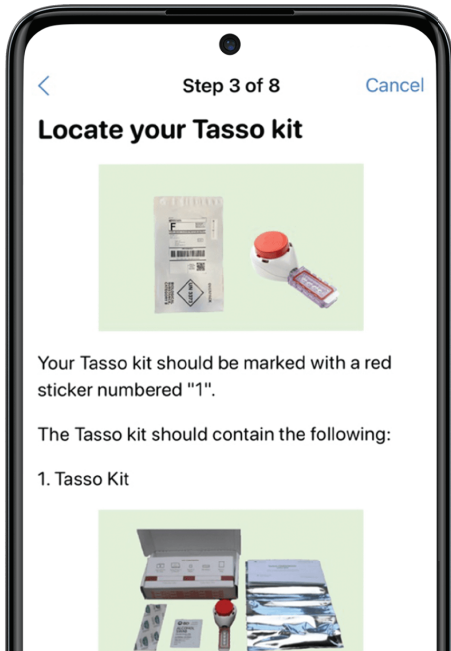 Step 3 of 8
Cancel
Locate your Tasso kit
F
Your Tasso kit should be marked with a red
sticker numbered "1".
The Tasso kit should contain the following:
1. Tasso Kit